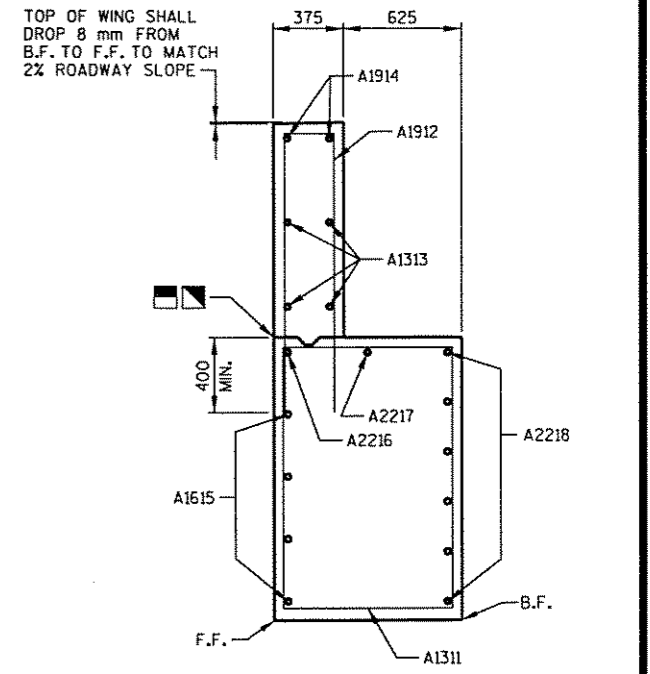 TOP OF WING SHALL
DROP 8 mm FROM
B.F. TO F.F. TO MATCH
2% ROADWAY SLOPE
375
625
A1914
A1912
A1313
400
MIN.
A2217
A2216
A2218
A1615
B.F.
F.F.
A1311